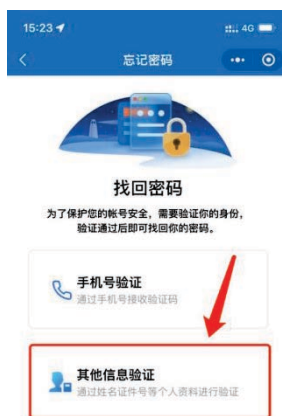 15:23
4G
忘记密码
找回密码
为了保护您的帐号安全，需要验证你的身份，
验证通过后即可找回你的密码。
手机号验证
通过手机号接收验证码
其他信息验证
通过姓名证件号等个人资料进行验证